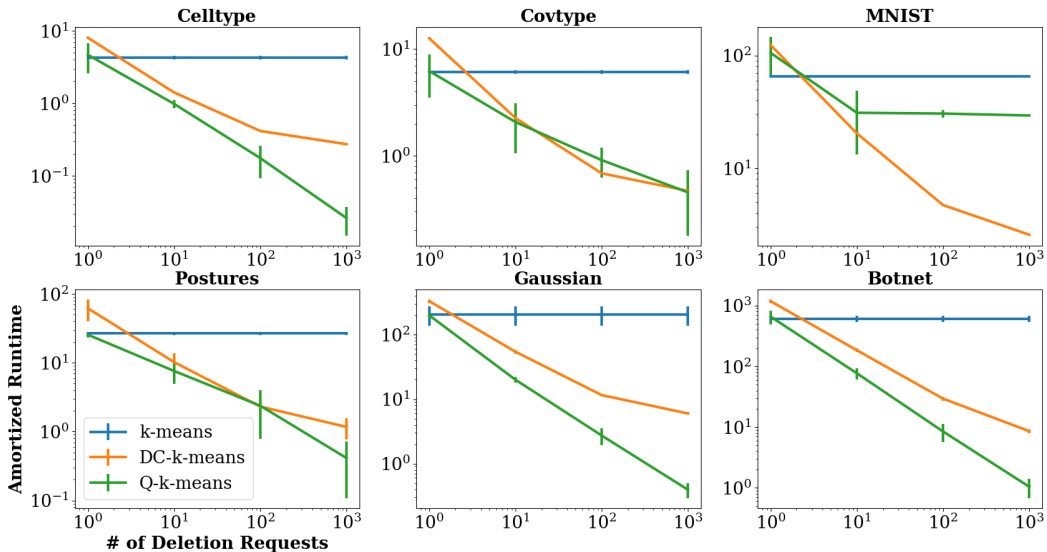 Celltype
Covtype
MNIST
10¹
10⁰
10⁻¹
10¹
10⁰
10²
10¹
10⁰ 10¹ 10² 10³
10⁰ 10¹ 10² 10³
10⁰ 10¹ 10² 10³
Postures
Gaussian
Botnet
Amortized Runtime
10²
10¹
10⁰
10⁻¹
k-means
DC-k-means
Q-k-means
10²
10¹
10⁰
10³
10²
10¹
10⁰
10⁰ 10¹ 10² 10³
10⁰ 10¹ 10² 10³
10⁰ 10¹ 10² 10³
# of Deletion Requests